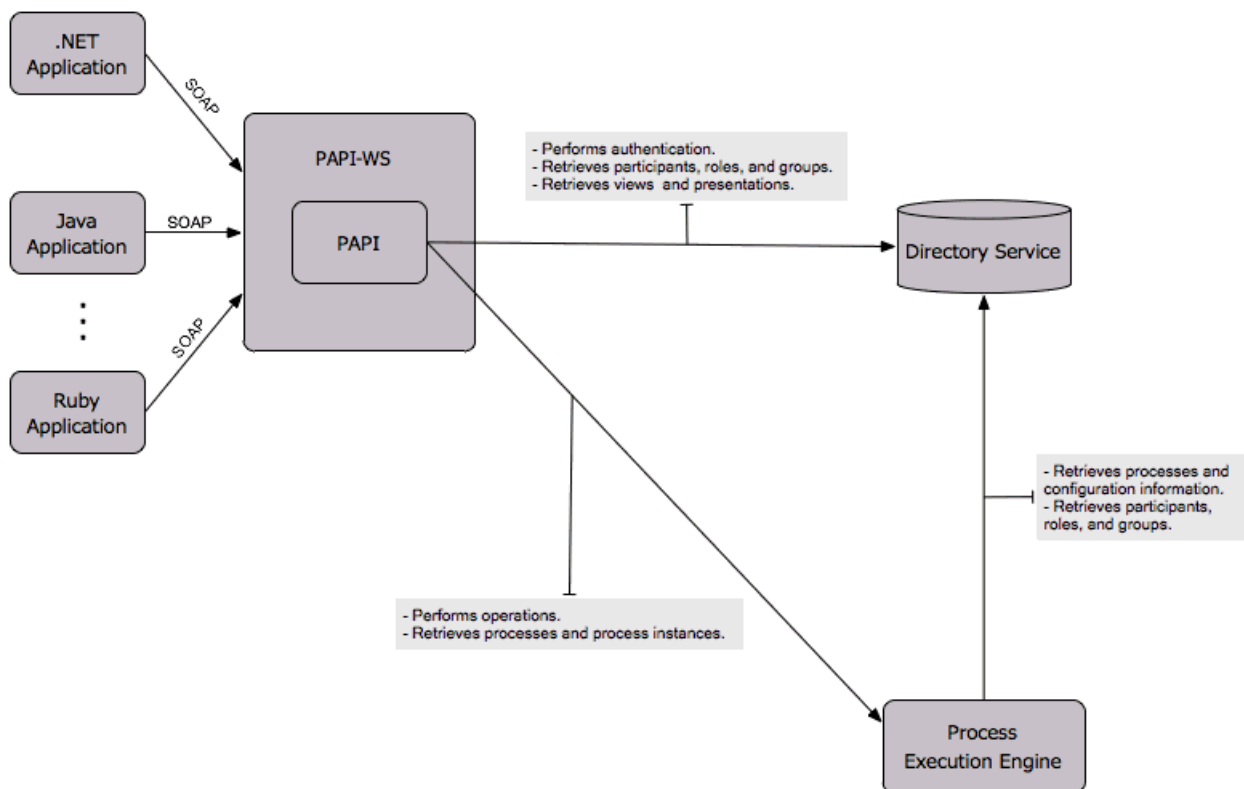 .NET
Application
SOAP
PAPI-WS
- Performs authentication.
- Retrieves participants, roles, and groups.
- Retrieves views and presentations.
Java
Application
SOAP
PAPI
Directory Service
SOAP
Ruby
Application
- Retrieves processes and
configuration information.
- Retrieves participants,
roles, and groups.
- Performs operations.
- Retrieves processes and process instances.
Process
Execution Engine